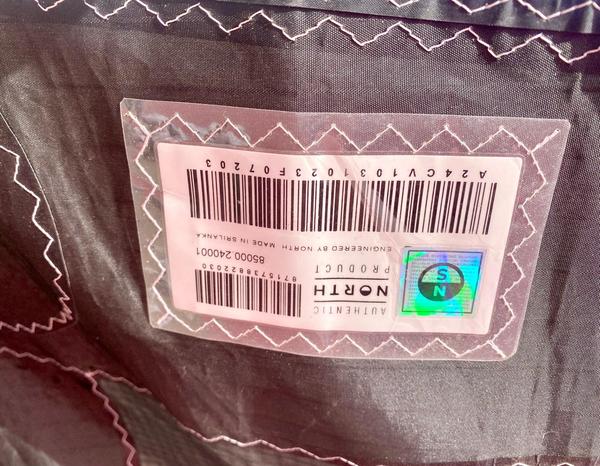 N
S
AUTHENTIC
NORTH
PRODUCT
8715738822030
85000.240001
ENGINEERED BY NORTH MADE IN SRILANKA
A24CV1031023F07203